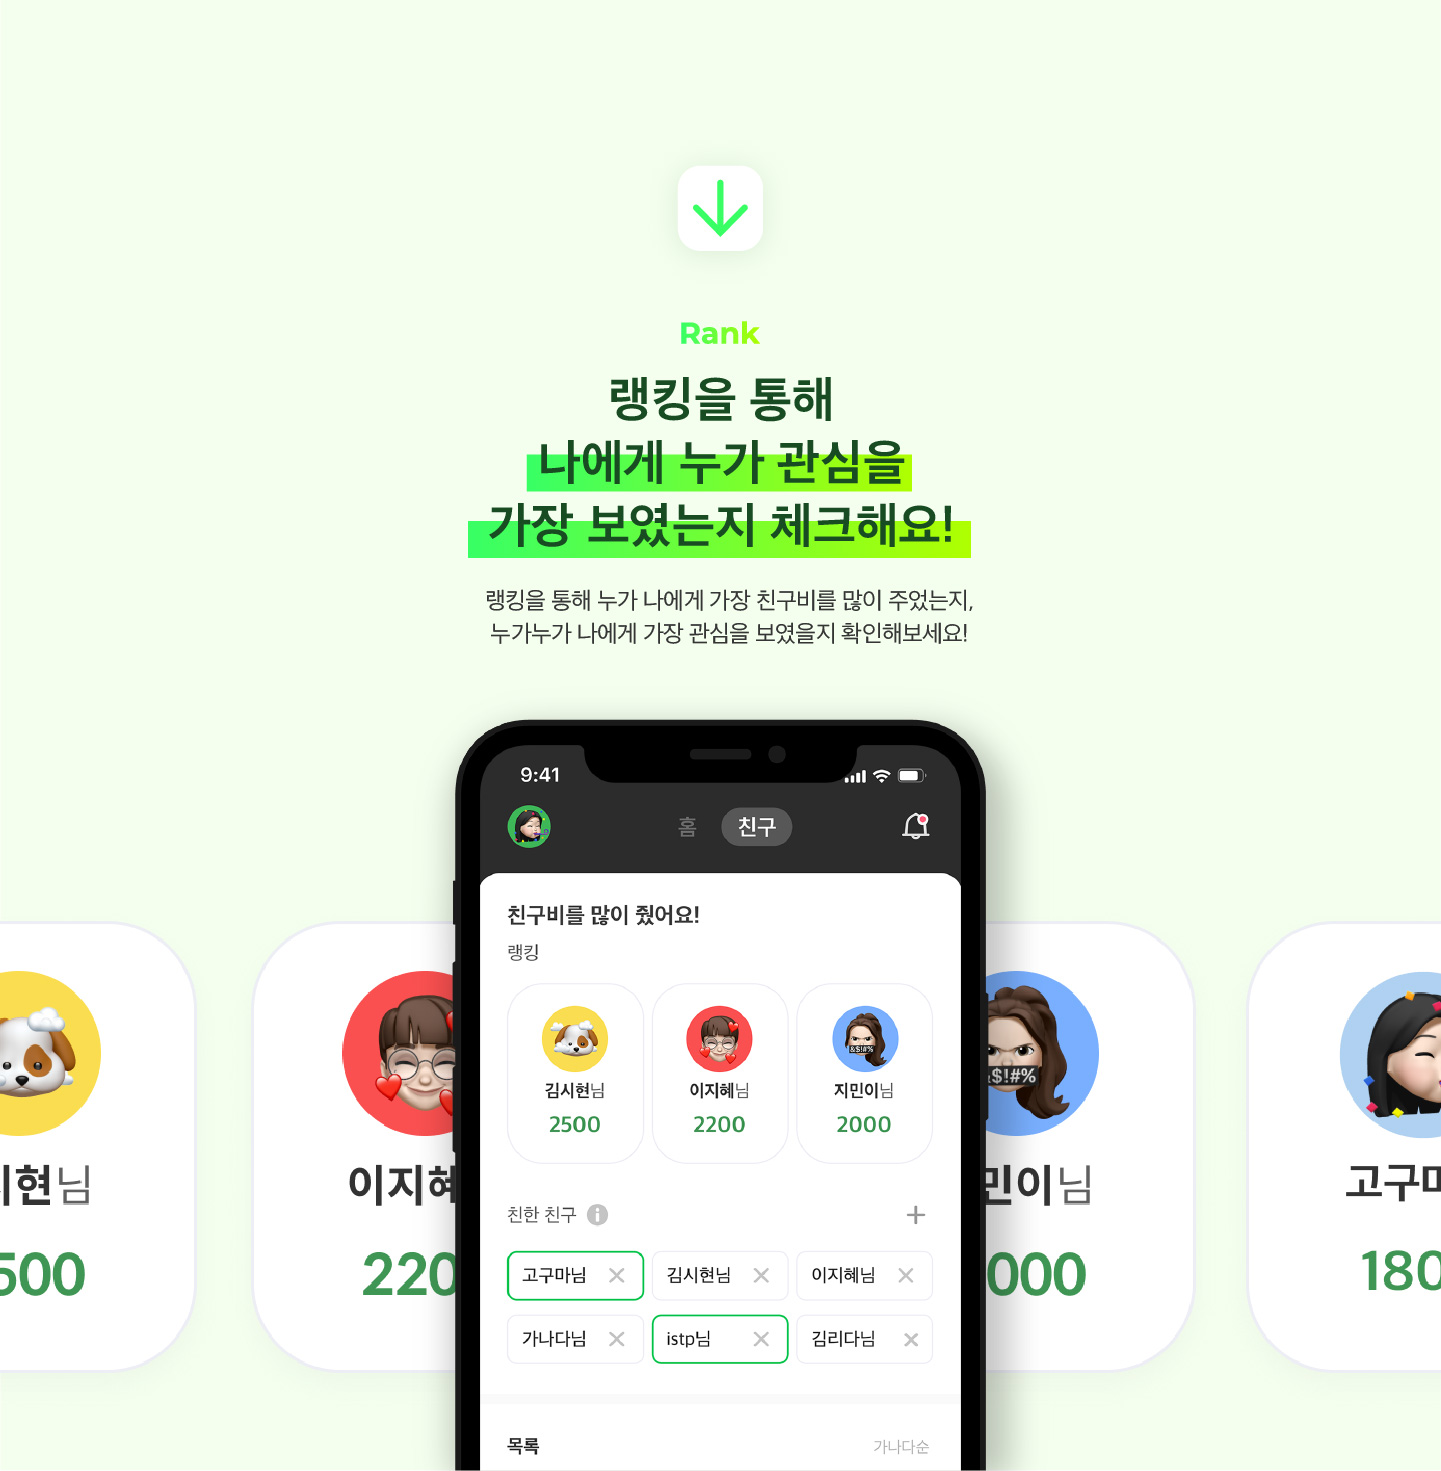 Rank
랭킹을 통해
나에게 누가 관심을
가장 보였는지 체크해요!
랭킹을 통해 누가 나에게 가장 친구비를 많이 주었는지,
누가누가 나에게 가장 관심을 보였을지 확인해보세요!
9:41
홈 친구
친구비를 많이 줬어요!
랭킹
김시현님 이지혜님 지민이님
2500 2200 2000
&$!#%
친한 친구
고구마님 김시현님 이지혜님
가나다님 istp님 김리다님
목록 가나다순
시현님 이지혜 민이님 고구마
500 220 000 180
&$!#%